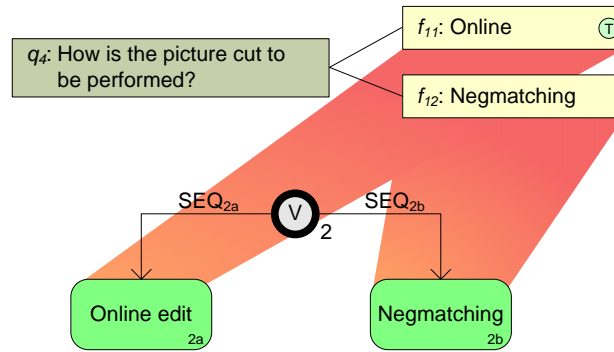 q4: How is the picture cut to
be performed?
f11: Online
T
f12: Negmatching
SEQ2a
V
SEQ2b
2
Online edit
2a
Negmatching
2b